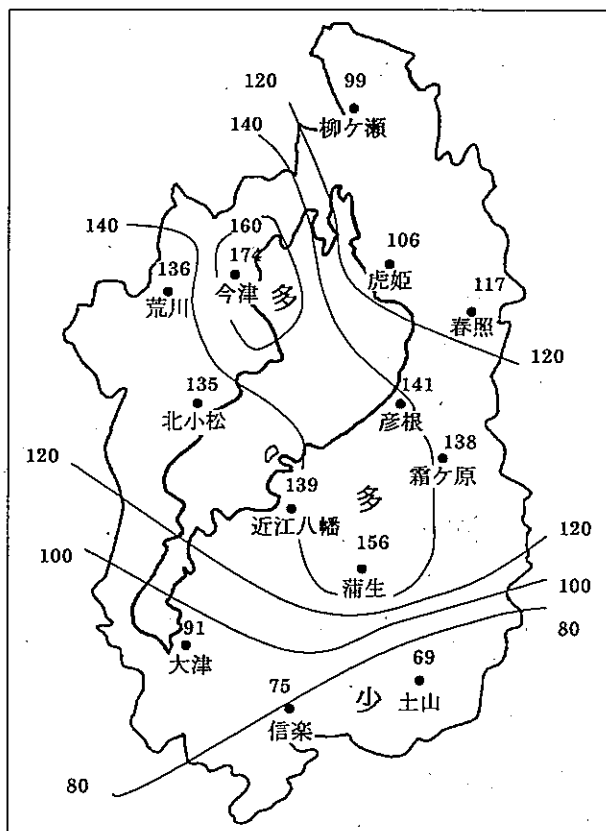 99
120
柳ケ瀬
140
140
160
106
174
136
虎姫
今津
多
117
荒川
春照
120
135
141
北小松
彦根
138
120
霜ケ原
139
多
近江八幡
120
156
100
蒲生
100
80
91
大津
69
75
少
土山
信楽
80